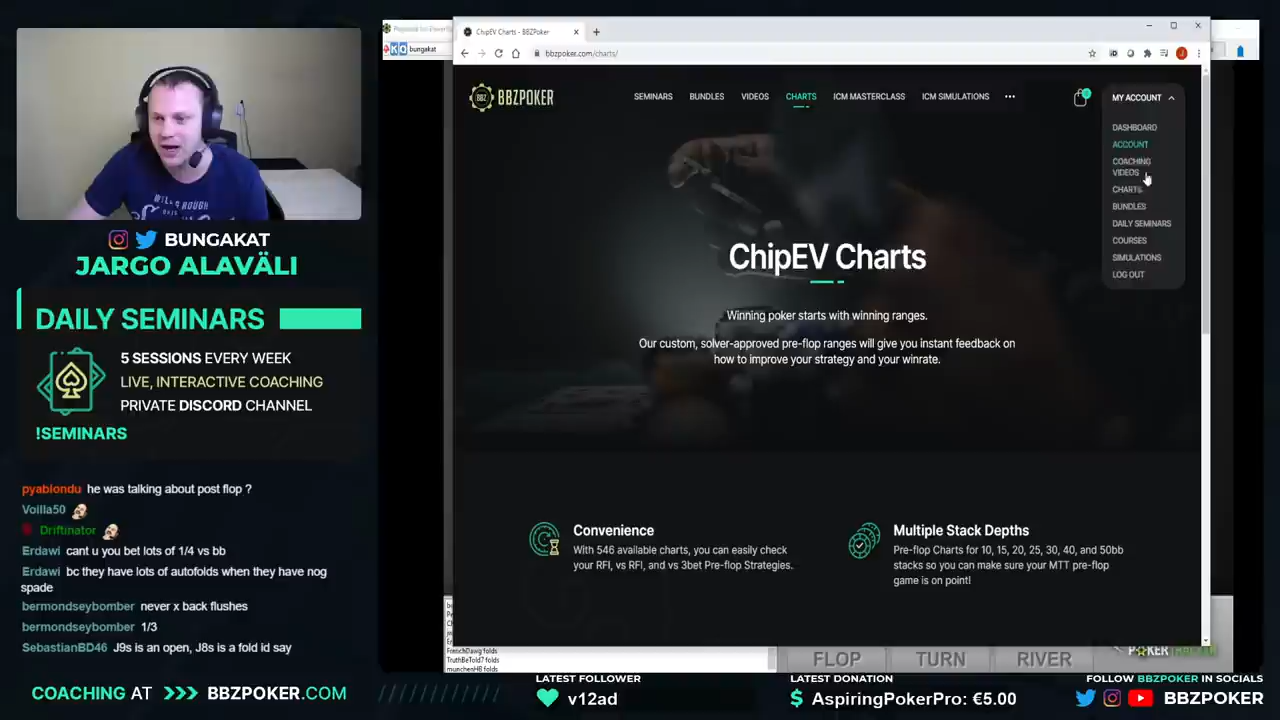 BUNGAKAT
JARGO ALAVÄLI
DAILY SEMINARS
5 SESSIONS EVERY WEEK
LIVE, INTERACTIVE COACHING
PRIVATE DISCORD CHANNEL
!SEMINARS
pyablondu he was talking about post flop ?
Voilla50
Driftinator
Erdawi cant u you bet lots of 1/4 vs bb
Erdawi bc they have lots of autofolds when they have nog
spade
bermondseybomber never x back flushes
bermondseybomber 1/3
SebastianBD46 J9s is an open, J8s is a fold id say
COACHING AT >>> BBZPOKER.COM
bungakat
ChipEV Charts - BBZPoker
bbzpoker.com/charts/
BBZ BBZPOKER
SEMINARS BUNDLES VIDEOS CHARTS ICM MASTERCLASS ICM SIMULATIONS
MY ACCOUNT
DASHBOARD
ACCOUNT
COACHING
VIDEOS
CHARTS
BUNDLES
DAILY SEMINARS
COURSES
SIMULATIONS
LOG OUT
ChipEV Charts
Winning poker starts with winning ranges.
Our custom, solver-approved pre-flop ranges will give you instant feedback on
how to improve your strategy and your winrate.
Convenience
With 546 available charts, you can easily check
your RFI, vs RFI, and vs 3bet Pre-flop Strategies.
Multiple Stack Depths
Pre-flop Charts for 10, 15, 20, 25, 30, 40, and 50bb
stacks so you can make sure your MTT pre-flop
game is on point!
FrenchDawg folds
TruthBeTold7 folds
munchenHB folds
FLOP TURN RIVER
LATEST FOLLOWER
v12ad
LATEST DONATION
$ AspiringPokerPro: €5.00
FOLLOW BBZPOKER IN SOCIALS
BBZPOKER